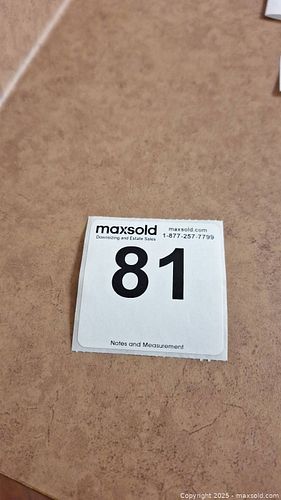 maxsold
Downsizing and Estate Sales
maxsold.com
1-877-257-7799
81
Notes and Measurement
Copyright 2025 - maxsold.com